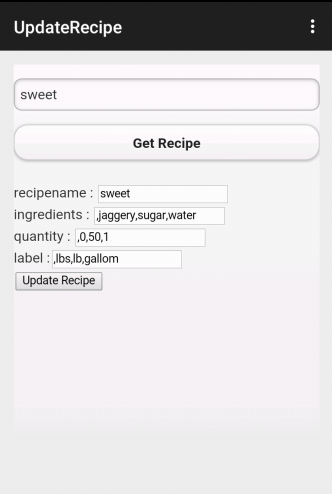 UpdateRecipe
sweet
Get Recipe
recipename : sweet
ingredients : ,jaggery,sugar,water
quantity : ,0,50,1
label : ,lbs,lb,gallom
Update Recipe